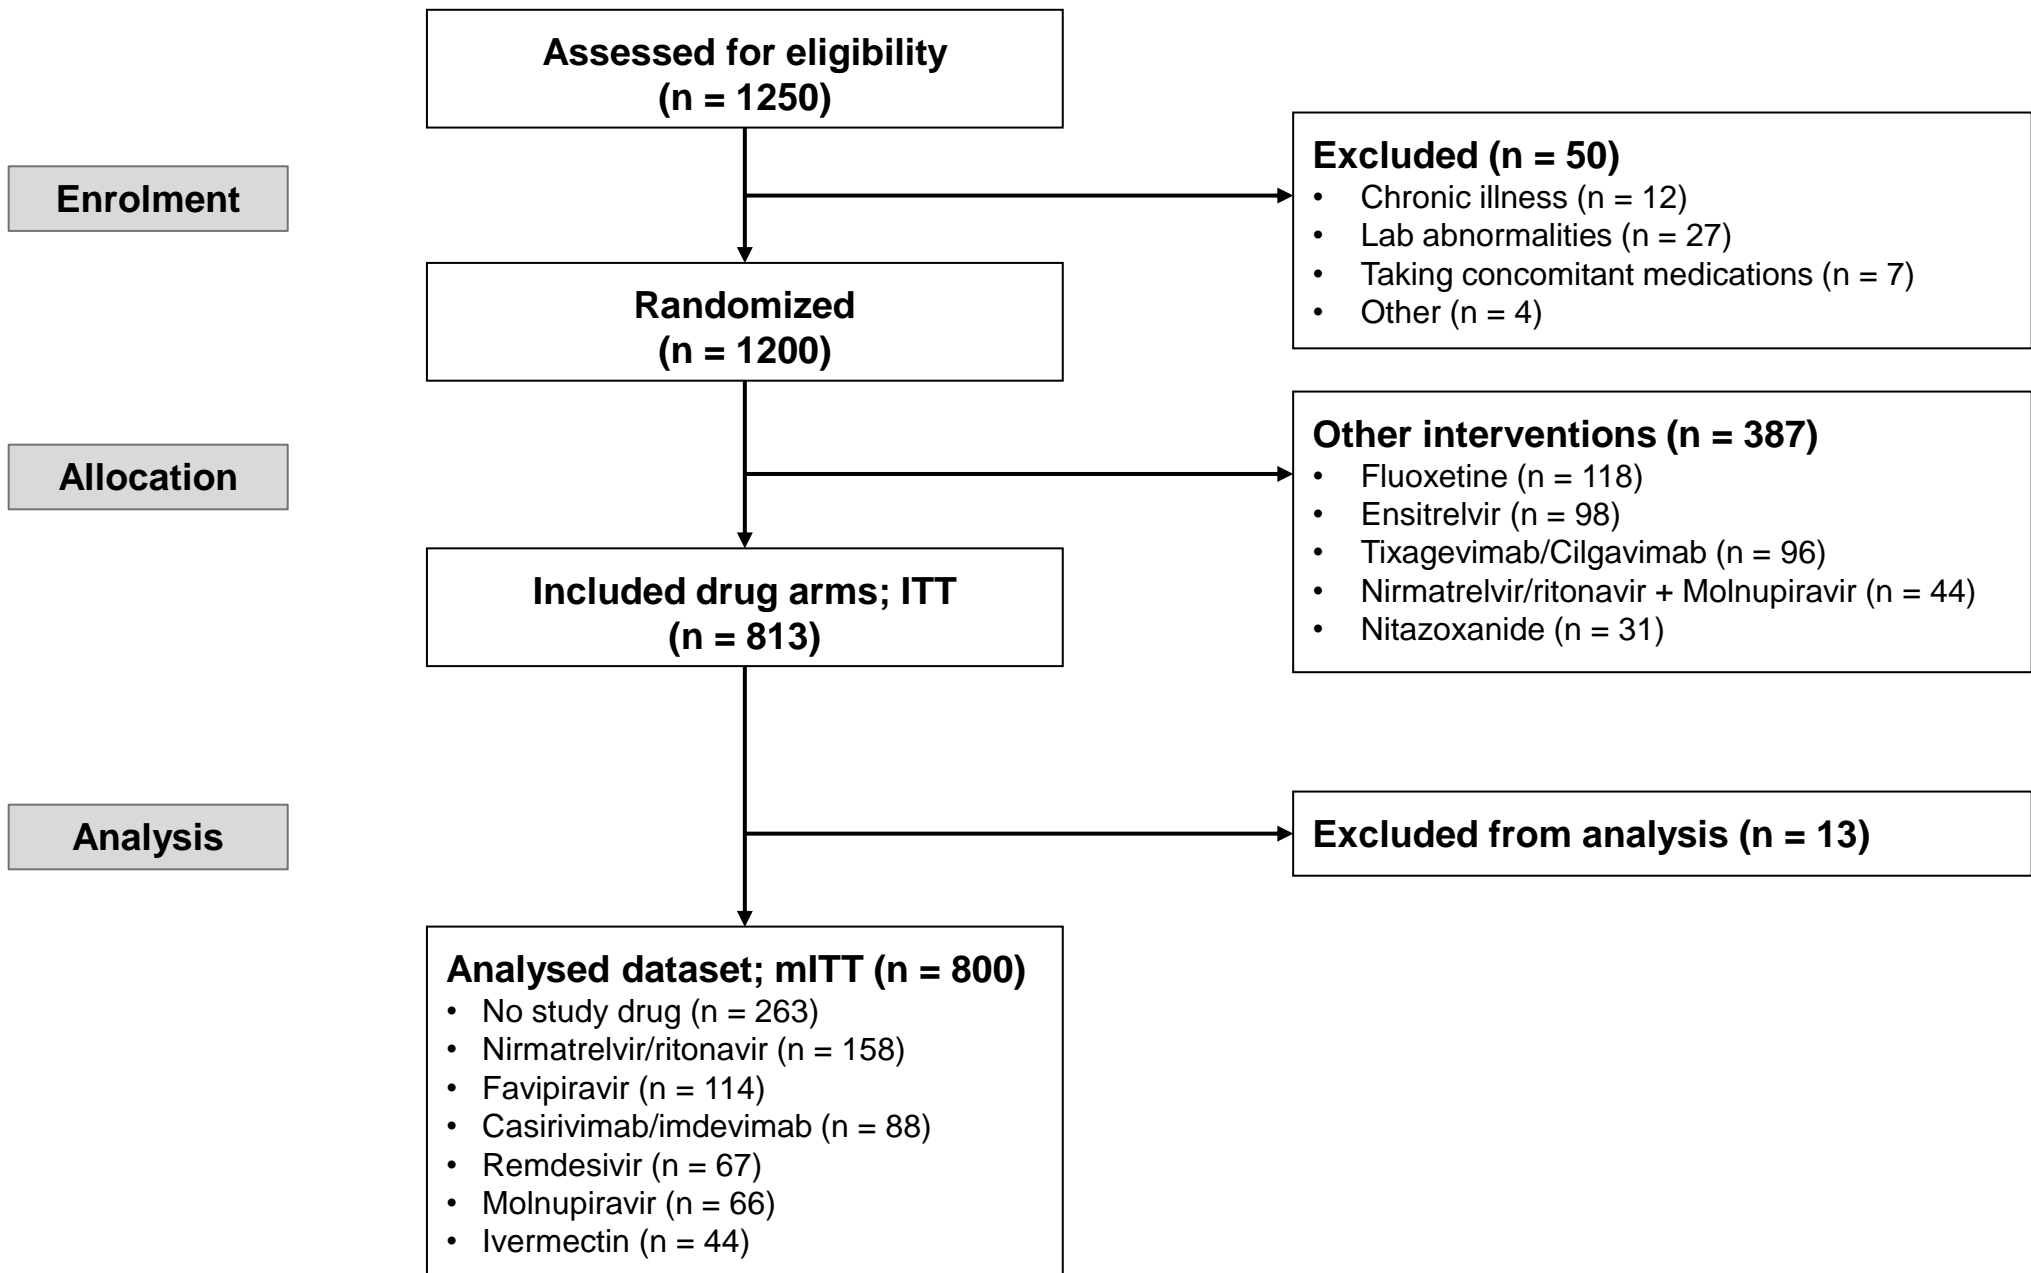 Assessed for eligibility
(n = 1250)
Enrolment
Excluded (n = 50)
• Chronic illness (n = 12)
• Lab abnormalities (n = 27)
• Taking concomitant medications (n = 7)
• Other (n = 4)
Randomized
(n = 1200)
Allocation
Other interventions (n = 387)
• Fluoxetine (n = 118)
• Ensitrelvir (n = 98)
• Tixagevimab/Cilgavimab (n = 96)
• Nirmatrelvir/ritonavir + Molnupiravir (n = 44)
• Nitazoxanide (n = 31)
Included drug arms; ITT
(n = 813)
Analysis
Excluded from analysis (n = 13)
Analysed dataset; mITT (n = 800)
• No study drug (n = 263)
• Nirmatrelvir/ritonavir (n = 158)
• Favipiravir (n = 114)
• Casirivimab/imdevimab (n = 88)
• Remdesivir (n = 67)
• Molnupiravir (n = 66)
• Ivermectin (n = 44)